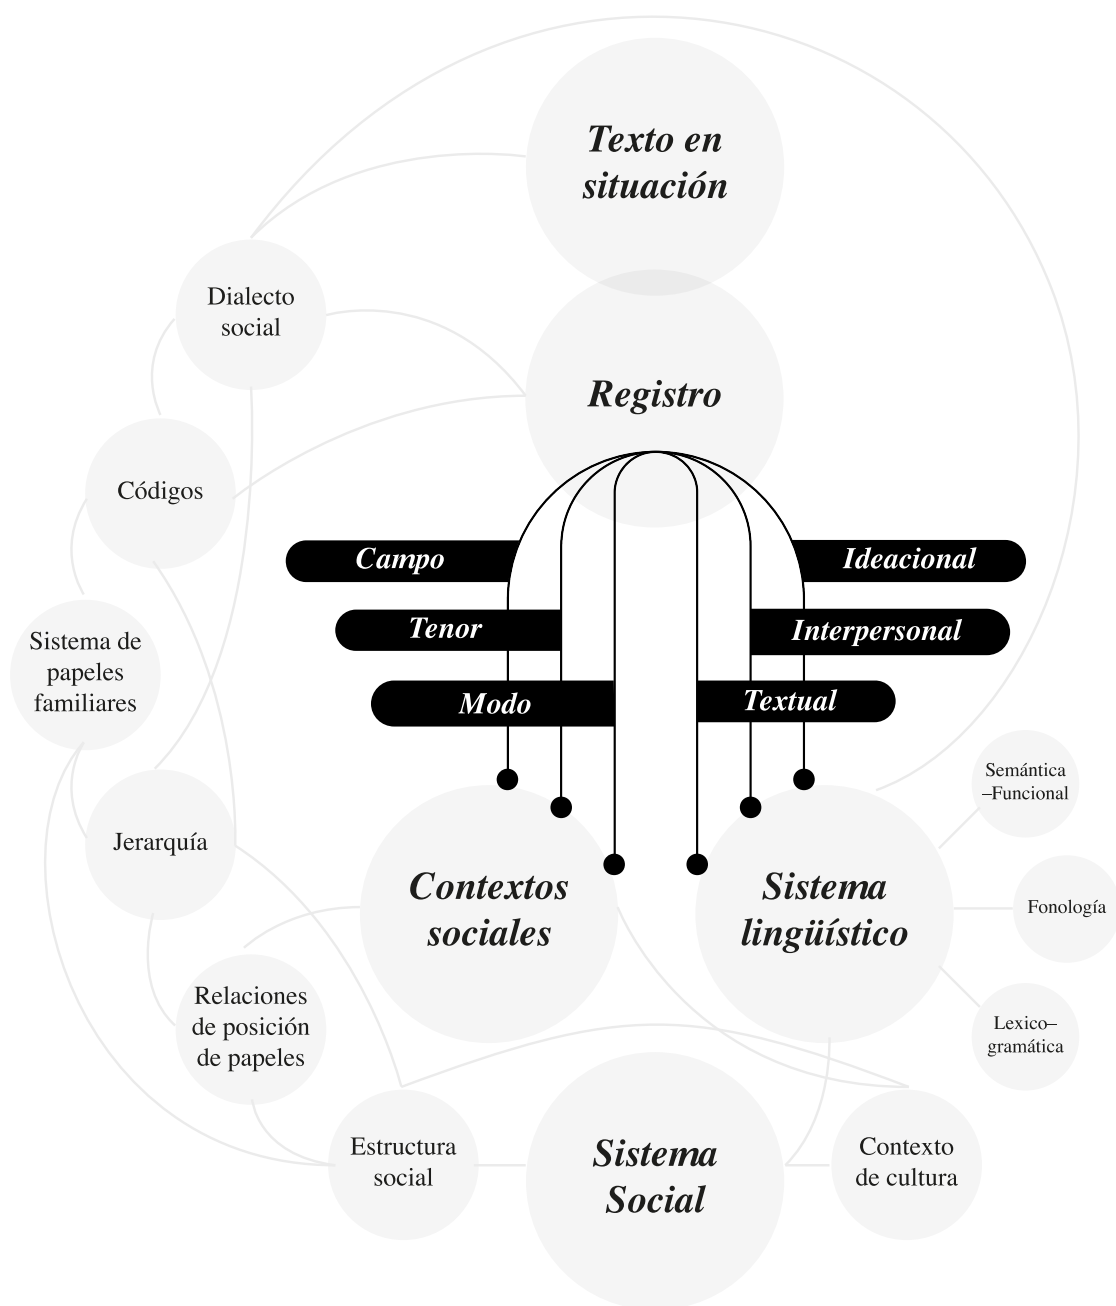 Texto en
situación
Dialecto
social
Registro
Códigos
Campo
Ideacional
Tenor
Interpersonal
Sistema de
papeles
familiares
Modo
Textual
Semántica
–Funcional
Jerarquía
Contextos
sociales
Sistema
lingüístico
Fonología
Relaciones
de posición
de papeles
Lexico–
gramática
Estructura
social
Sistema
Social
Contexto
de cultura